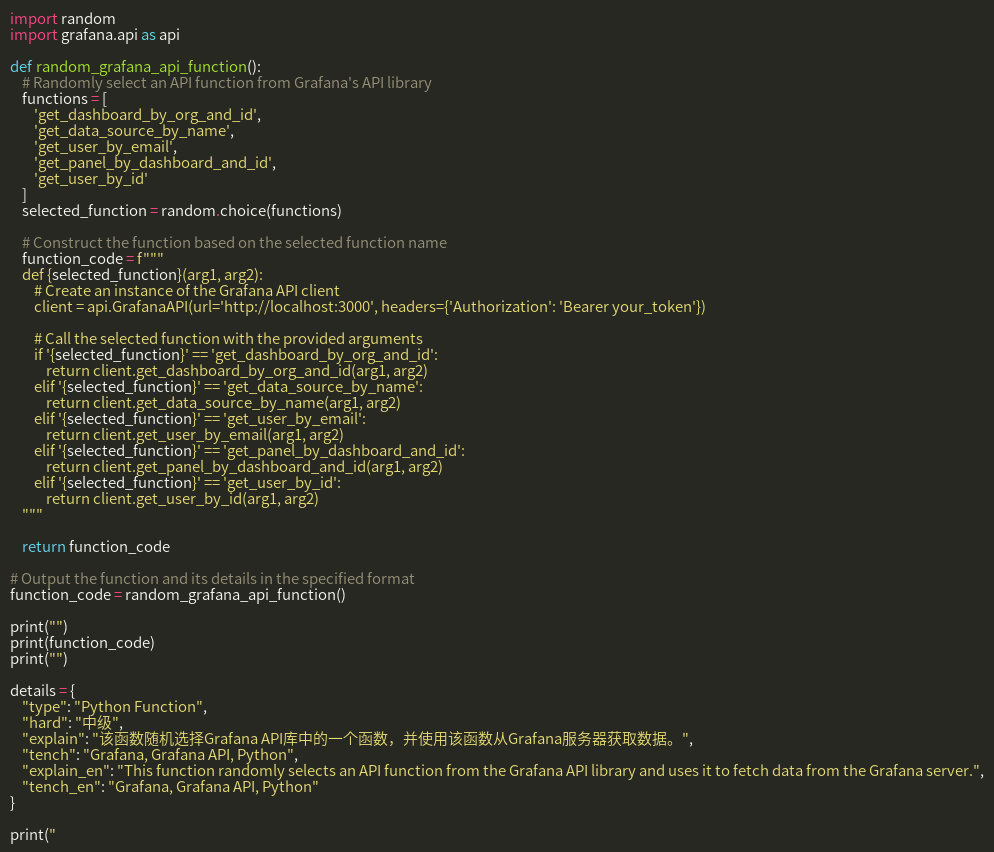 import random
import grafana.api as api

def random_grafana_api_function():
    # Randomly select an API function from Grafana's API library
    functions = [
        'get_dashboard_by_org_and_id',
        'get_data_source_by_name',
        'get_user_by_email',
        'get_panel_by_dashboard_and_id',
        'get_user_by_id'
    ]
    selected_function = random.choice(functions)

    # Construct the function based on the selected function name
    function_code = f"""
    def {selected_function}(arg1, arg2):
        # Create an instance of the Grafana API client
        client = api.GrafanaAPI(url='http://localhost:3000', headers={'Authorization': 'Bearer your_token'})

        # Call the selected function with the provided arguments
        if '{selected_function}' == 'get_dashboard_by_org_and_id':
            return client.get_dashboard_by_org_and_id(arg1, arg2)
        elif '{selected_function}' == 'get_data_source_by_name':
            return client.get_data_source_by_name(arg1, arg2)
        elif '{selected_function}' == 'get_user_by_email':
            return client.get_user_by_email(arg1, arg2)
        elif '{selected_function}' == 'get_panel_by_dashboard_and_id':
            return client.get_panel_by_dashboard_and_id(arg1, arg2)
        elif '{selected_function}' == 'get_user_by_id':
            return client.get_user_by_id(arg1, arg2)
    """

    return function_code

# Output the function and its details in the specified format
function_code = random_grafana_api_function()

print("")
print(function_code)
print("")

details = {
    "type": "Python Function",
    "hard": "中级",
    "explain": "该函数随机选择Grafana API库中的一个函数，并使用该函数从Grafana服务器获取数据。",
    "tench": "Grafana, Grafana API, Python",
    "explain_en": "This function randomly selects an API function from the Grafana API library and uses it to fetch data from the Grafana server.",
    "tench_en": "Grafana, Grafana API, Python"
}

print("